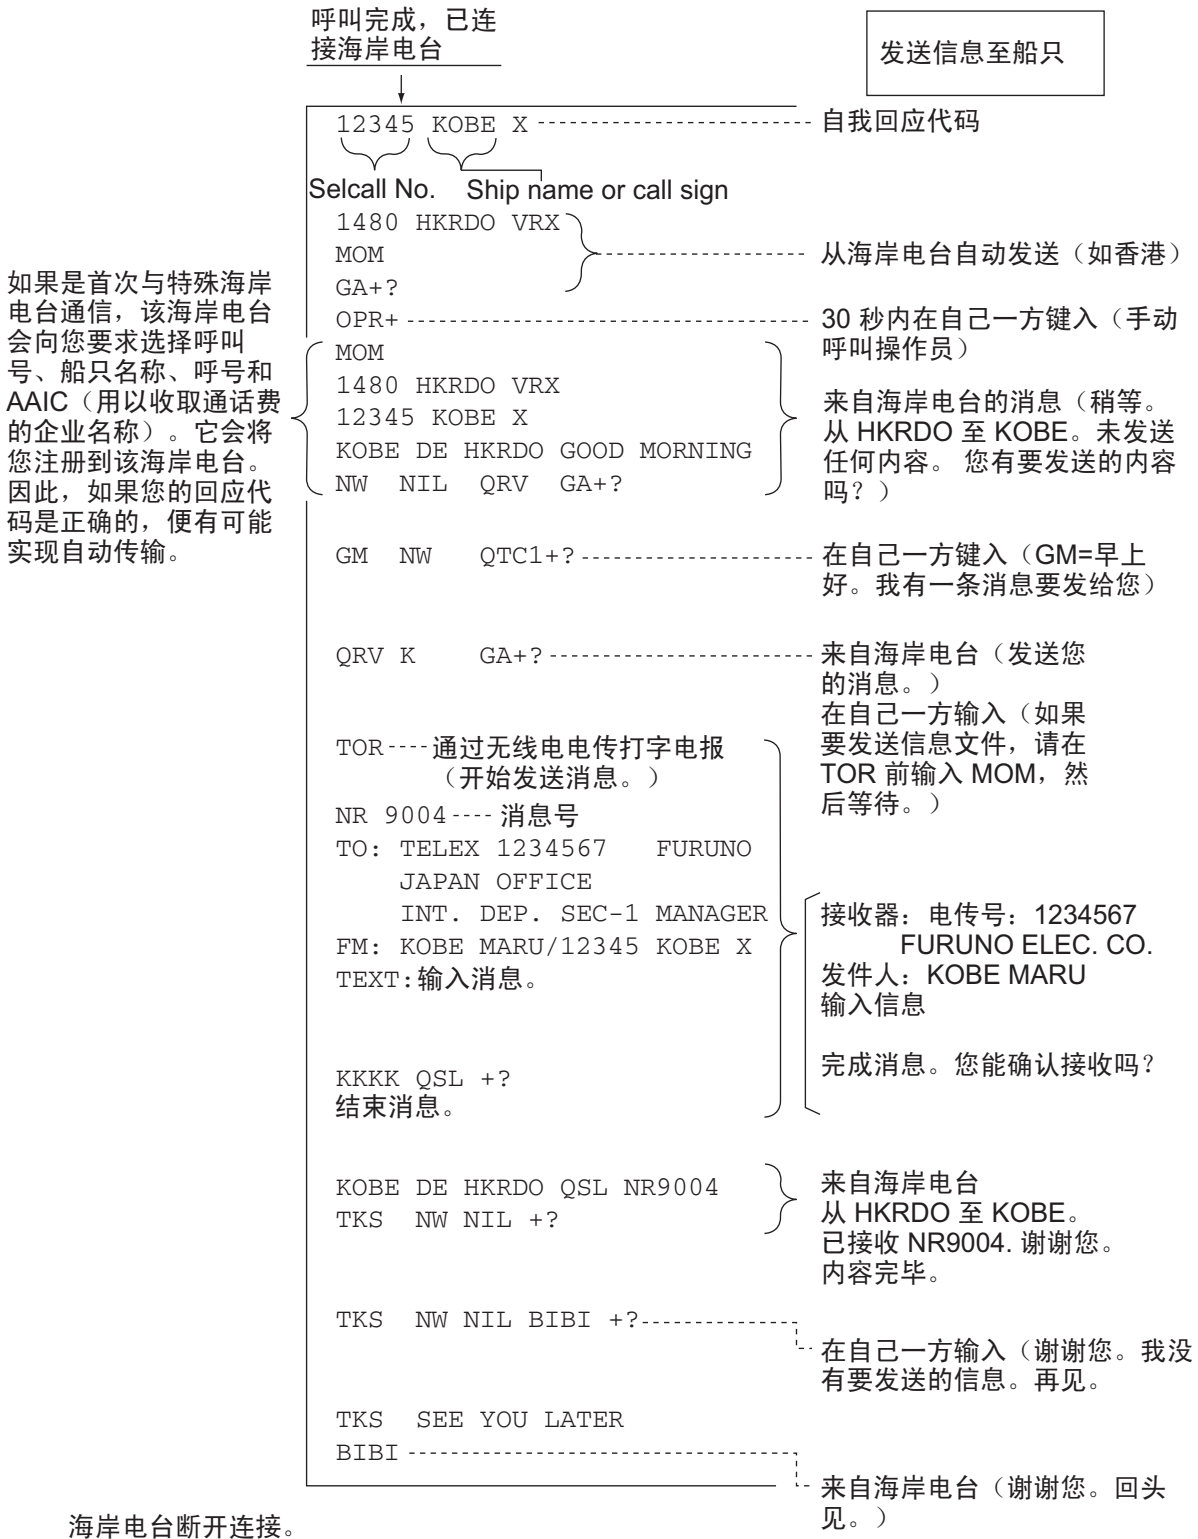 呼叫完成，已连
接海岸电台
发送信息至船只
12345 KOBE X
自我回应代码
Selcall No.
Ship name or call sign
1480 HKRDO VRX
MOM
GA+?
从海岸电台自动发送（如香港）
OPR+
30 秒内在自己一方键入（手动
呼叫操作员）
如果是首次与特殊海岸
电台通信，该海岸电台
会向您要求选择呼叫
号、船只名称、呼号和
AAIC（用以收取通话费
的企业名称）。它会将
您注册到该海岸电台。
因此，如果您的回应代
码是正确的，便有可能
实现自动传输。
MOM
1480 HKRDO VRX
12345 KOBE X
KOBE DE HKRDO GOOD MORNING
NW NIL QRV GA+?
来自海岸电台的消息（稍等。
从 HKRDO 至 KOBE。未发送
任何内容。 您有要发送的内容
吗？）
GM NW QTC1+?
在自己一方键入（GM=早上
好。我有一条消息要发给您）
QRV K GA+?
来自海岸电台（发送您
的消息。）
在自己一方输入（如果
要发送信息文件，请在
TOR 前输入 MOM，然
后等待。）
TOR 通过无线电电传打字电报
（开始发送消息。）
NR 9004 消息号
TO: TELEX 1234567 FURUNO
JAPAN OFFICE
INT. DEP. SEC-1 MANAGER
FM: KOBE MARU/12345 KOBE X
TEXT:输入消息。
接收器：电传号：1234567
FURUNO ELEC. CO.
发件人：KOBE MARU
输入信息
完成消息。您能确认接收吗？
KKKK QSL +?
结束消息。
KOBE DE HKRDO QSL NR9004
TKS NW NIL +?
来自海岸电台
从 HKRDO 至 KOBE。
已接收 NR9004. 谢谢您。
内容完毕。
TKS NW NIL BIBI +?
在自己一方输入（谢谢您。我没
有要发送的信息。再见。
TKS SEE YOU LATER
BIBI
来自海岸电台（谢谢您。回头
见。）
海岸电台断开连接。